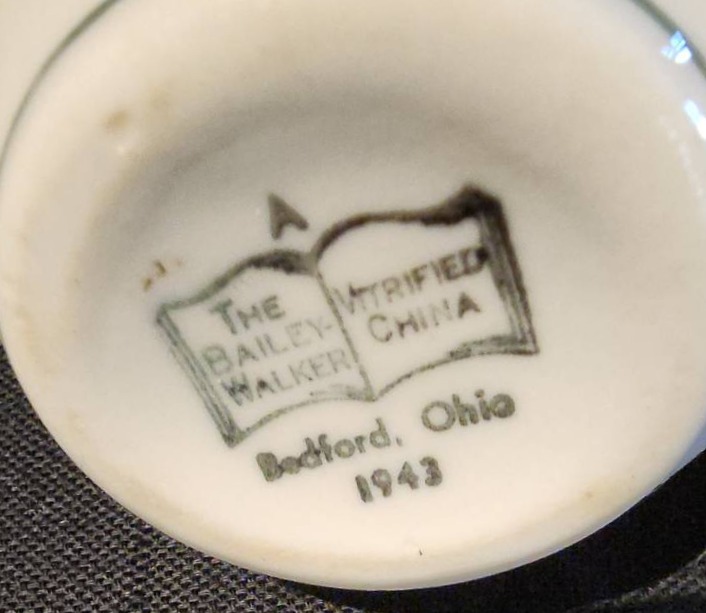 A
THE
BAILEY-
WALKER
VITRIFIED
CHINA
Bedford, Ohio
1943